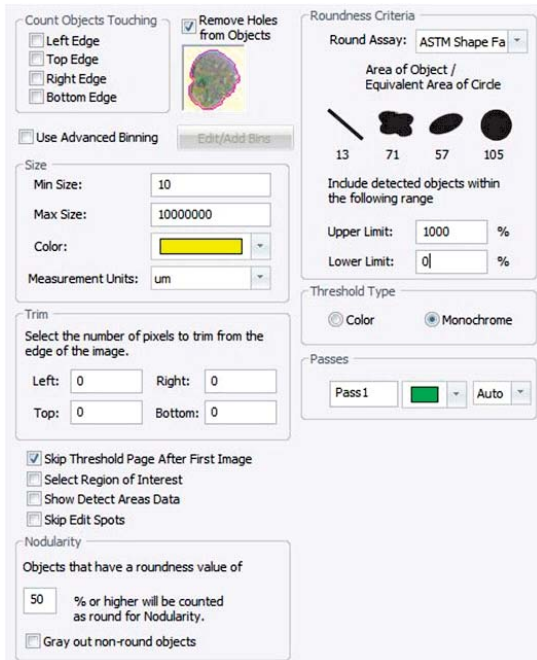 Count Objects Touching
Left Edge
Top Edge
Right Edge
Bottom Edge
Remove Holes
from Objects
Use Advanced Binning
Edit/Add Bins
Size
Min Size: 10
Max Size: 10000000
Color:
Measurement Units: um
Trim
Select the number of pixels to trim from the
edge of the image.
Left: 0 Right: 0
Top: 0 Bottom: 0
Skip Threshold Page After First Image
Select Region of Interest
Show Detect Areas Data
Skip Edit Spots
Nodularity
Objects that have a roundness value of
50 % or higher will be counted
as round for Nodularity.
Gray out non-round objects
Roundness Criteria
Round Assay: ASTM Shape Fa
Area of Object /
Equivalent Area of Circle
13 71 57 105
Include detected objects within
the following range
Upper Limit: 1000 %
Lower Limit: 0 %
Threshold Type
Color Monochrome
Passes
Pass1 Auto